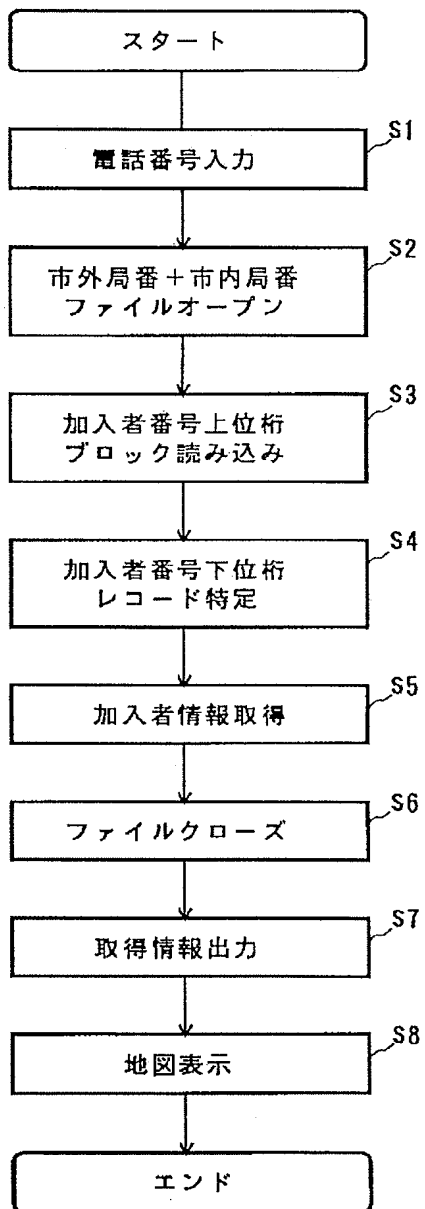 スタート
S1
電話番号入力
S2
市外局番＋市内局番
ファイルオープン
S3
加入者番号上位桁
ブロック読み込み
S4
加入者番号下位桁
レコード特定
S5
加入者情報取得
S6
ファイルクローズ
S7
取得情報出力
S8
地図表示
エンド